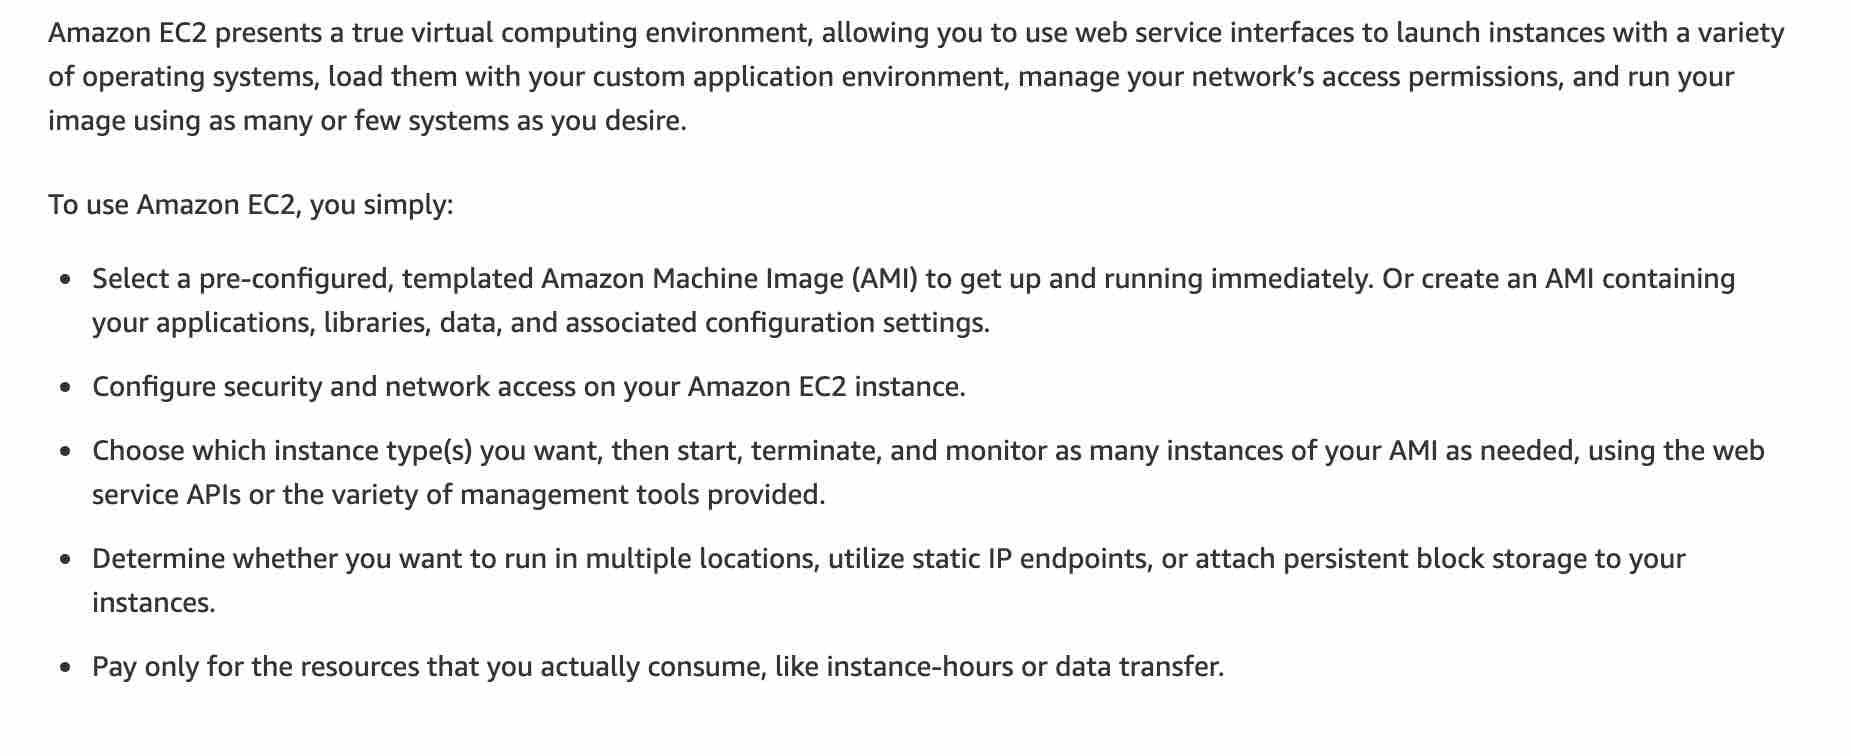 Amazon EC2 presents a true virtual computing environment, allowing you to use web service interfaces to launch instances with a variety
of operating systems, load them with your custom application environment, manage your network’s access permissions, and run your
image using as many or few systems as you desire.
To use Amazon EC2, you simply:
• Select a pre-configured, templated Amazon Machine Image (AMI) to get up and running immediately. Or create an AMI containing
your applications, libraries, data, and associated configuration settings.
• Configure security and network access on your Amazon EC2 instance.
• Choose which instance type(s) you want, then start, terminate, and monitor as many instances of your AMI as needed, using the web
service APIs or the variety of management tools provided.
• Determine whether you want to run in multiple locations, utilize static IP endpoints, or attach persistent block storage to your
instances.
• Pay only for the resources that you actually consume, like instance-hours or data transfer.